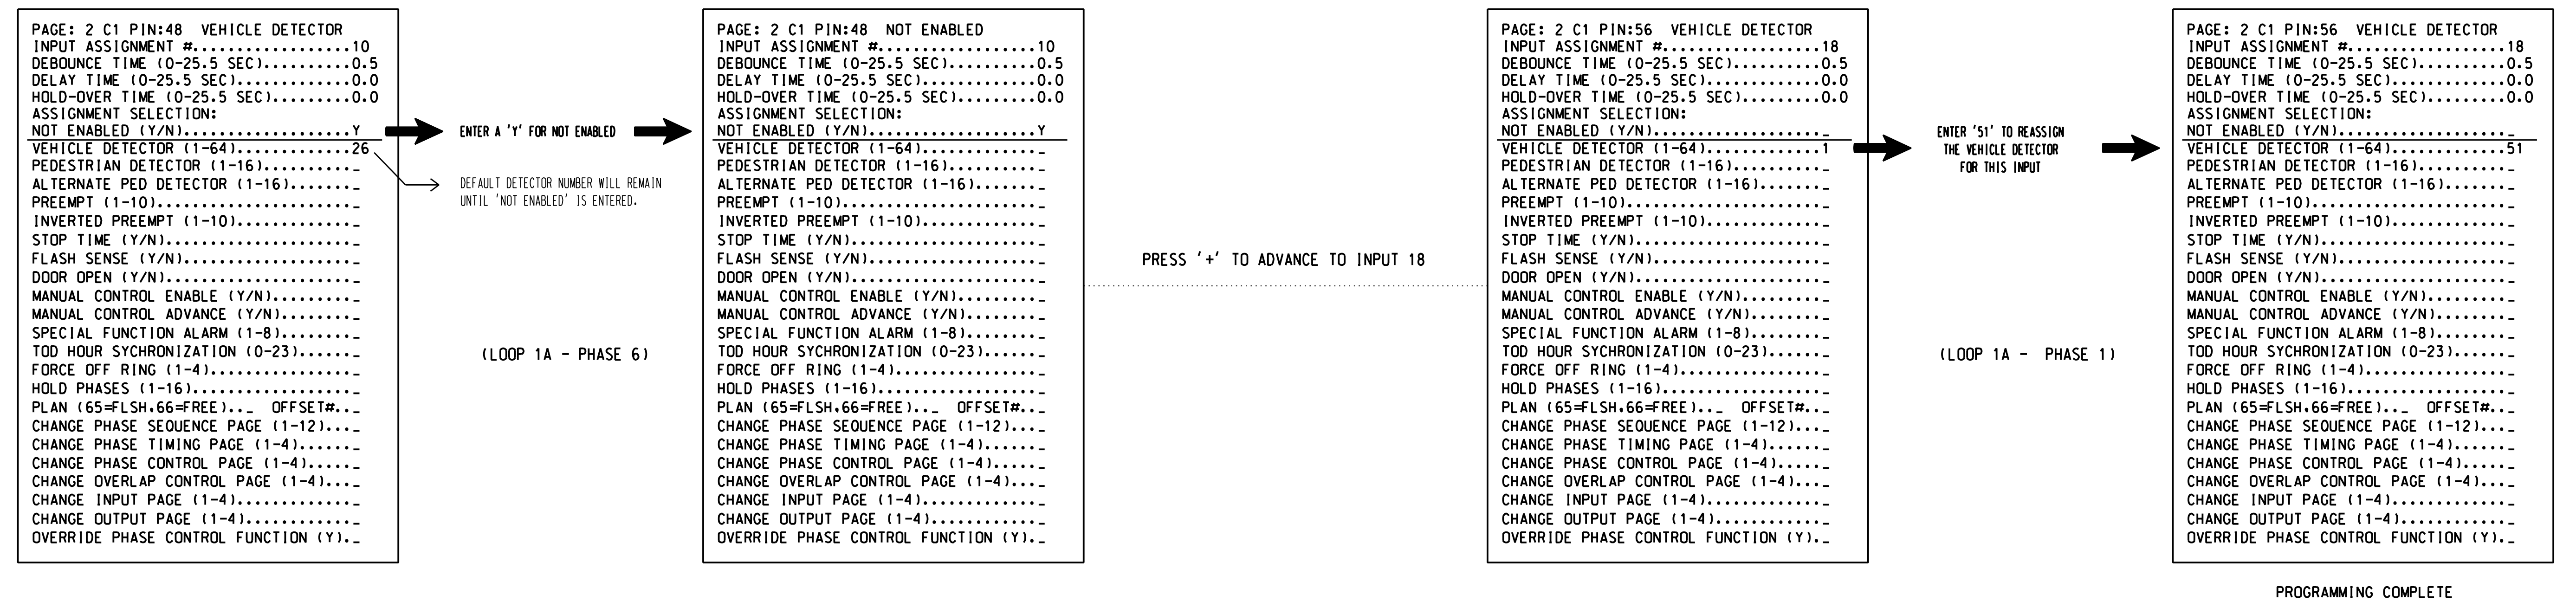 PAGE: 2 C1 PIN:48 VEHICLE DETECTOR
INPUT ASSIGNMENT #..................10
DEBOUNCE TIME (0-25.5 SEC)........0.5
DELAY TIME (0-25.5 SEC)...........0.0
HOLD-OVER TIME (0-25.5 SEC).........0.0
ASSIGNMENT SELECTION:
NOT ENABLED (Y/N)....................Y
VEHICLE DETECTOR (1-64).............26
PEDESTRIAN DETECTOR (1-16)..........._
ALTERNATE PED DETECTOR (1-16)......._
PREEMPT (1-10)......................._
INVERTED PREEMPT (1-10)............._
STOP TIME (Y/N)......................_
FLASH SENSE (Y/N)...................._
DOOR OPEN (Y/N)......................_
MANUAL CONTROL ENABLE (Y/N)........._
MANUAL CONTROL ADVANCE (Y/N)........_
SPECIAL FUNCTION ALARM (1-8)........_
TOD HOUR SYCHRONIZATION (0-23)......_
FORCE OFF RING (1-4)................_
HOLD PHASES (1-16).................._
PLAN (65=FLSH,66=FREE).._ OFFSET#.._
CHANGE PHASE SEQUENCE PAGE (1-12)..._
CHANGE PHASE TIMING PAGE (1-4)......_
CHANGE PHASE CONTROL PAGE (1-4)....._
CHANGE OVERLAP CONTROL PAGE (1-4)..._
CHANGE INPUT PAGE (1-4)............._
CHANGE OUTPUT PAGE (1-4)............_
OVERRIDE PHASE CONTROL FUNCTION (Y)._
ENTER A 'Y' FOR NOT ENABLED
DEFAULT DETECTOR NUMBER WILL REMAIN
UNTIL 'NOT ENABLED' IS ENTERED.
(LOOP 1A - PHASE 6)
PAGE: 2 C1 PIN:48 NOT ENABLED
INPUT ASSIGNMENT #..................10
DEBOUNCE TIME (0-25.5 SEC)........0.5
DELAY TIME (0-25.5 SEC)...........0.0
HOLD-OVER TIME (0-25.5 SEC).........0.0
ASSIGNMENT SELECTION:
NOT ENABLED (Y/N)....................Y
VEHICLE DETECTOR (1-64)............._
PEDESTRIAN DETECTOR (1-16)..........._
ALTERNATE PED DETECTOR (1-16)......._
PREEMPT (1-10)......................._
INVERTED PREEMPT (1-10)............._
STOP TIME (Y/N)......................_
FLASH SENSE (Y/N)...................._
DOOR OPEN (Y/N)......................_
MANUAL CONTROL ENABLE (Y/N)........._
MANUAL CONTROL ADVANCE (Y/N)........_
SPECIAL FUNCTION ALARM (1-8)........_
TOD HOUR SYCHRONIZATION (0-23)......_
FORCE OFF RING (1-4)................_
HOLD PHASES (1-16).................._
PLAN (65=FLSH,66=FREE).._ OFFSET#.._
CHANGE PHASE SEQUENCE PAGE (1-12)..._
CHANGE PHASE TIMING PAGE (1-4)......_
CHANGE PHASE CONTROL PAGE (1-4)....._
CHANGE OVERLAP CONTROL PAGE (1-4)..._
CHANGE INPUT PAGE (1-4)............._
CHANGE OUTPUT PAGE (1-4)............_
OVERRIDE PHASE CONTROL FUNCTION (Y)._
PRESS '+' TO ADVANCE TO INPUT 18
PAGE: 2 C1 PIN:56 VEHICLE DETECTOR
INPUT ASSIGNMENT #..................18
DEBOUNCE TIME (0-25.5 SEC)........0.5
DELAY TIME (0-25.5 SEC)...........0.0
HOLD-OVER TIME (0-25.5 SEC).........0.0
ASSIGNMENT SELECTION:
NOT ENABLED (Y/N)...................._
VEHICLE DETECTOR (1-64).............1
PEDESTRIAN DETECTOR (1-16)..........._
ALTERNATE PED DETECTOR (1-16)......._
PREEMPT (1-10)......................._
INVERTED PREEMPT (1-10)............._
STOP TIME (Y/N)......................_
FLASH SENSE (Y/N)...................._
DOOR OPEN (Y/N)......................_
MANUAL CONTROL ENABLE (Y/N)........._
MANUAL CONTROL ADVANCE (Y/N)........_
SPECIAL FUNCTION ALARM (1-8)........_
TOD HOUR SYCHRONIZATION (0-23)......_
FORCE OFF RING (1-4)................_
HOLD PHASES (1-16).................._
PLAN (65=FLSH,66=FREE).._ OFFSET#.._
CHANGE PHASE SEQUENCE PAGE (1-12)..._
CHANGE PHASE TIMING PAGE (1-4)......_
CHANGE PHASE CONTROL PAGE (1-4)....._
CHANGE OVERLAP CONTROL PAGE (1-4)..._
CHANGE INPUT PAGE (1-4)............._
CHANGE OUTPUT PAGE (1-4)............_
OVERRIDE PHASE CONTROL FUNCTION (Y)._
ENTER '51' TO REASSIGN
THE VEHICLE DETECTOR
FOR THIS INPUT
(LOOP 1A - PHASE 1)
PAGE: 2 C1 PIN:56 VEHICLE DETECTOR
INPUT ASSIGNMENT #..................18
DEBOUNCE TIME (0-25.5 SEC)........0.5
DELAY TIME (0-25.5 SEC)...........0.0
HOLD-OVER TIME (0-25.5 SEC).........0.0
ASSIGNMENT SELECTION:
NOT ENABLED (Y/N)...................._
VEHICLE DETECTOR (1-64).............51
PEDESTRIAN DETECTOR (1-16)..........._
ALTERNATE PED DETECTOR (1-16)......._
PREEMPT (1-10)......................._
INVERTED PREEMPT (1-10)............._
STOP TIME (Y/N)......................_
FLASH SENSE (Y/N)...................._
DOOR OPEN (Y/N)......................_
MANUAL CONTROL ENABLE (Y/N)........._
MANUAL CONTROL ADVANCE (Y/N)........_
SPECIAL FUNCTION ALARM (1-8)........_
TOD HOUR SYCHRONIZATION (0-23)......_
FORCE OFF RING (1-4)................_
HOLD PHASES (1-16).................._
PLAN (65=FLSH,66=FREE).._ OFFSET#.._
CHANGE PHASE SEQUENCE PAGE (1-12)..._
CHANGE PHASE TIMING PAGE (1-4)......_
CHANGE PHASE CONTROL PAGE (1-4)....._
CHANGE OVERLAP CONTROL PAGE (1-4)..._
CHANGE INPUT PAGE (1-4)............._
CHANGE OUTPUT PAGE (1-4)............_
OVERRIDE PHASE CONTROL FUNCTION (Y)._
PROGRAMMING COMPLETE